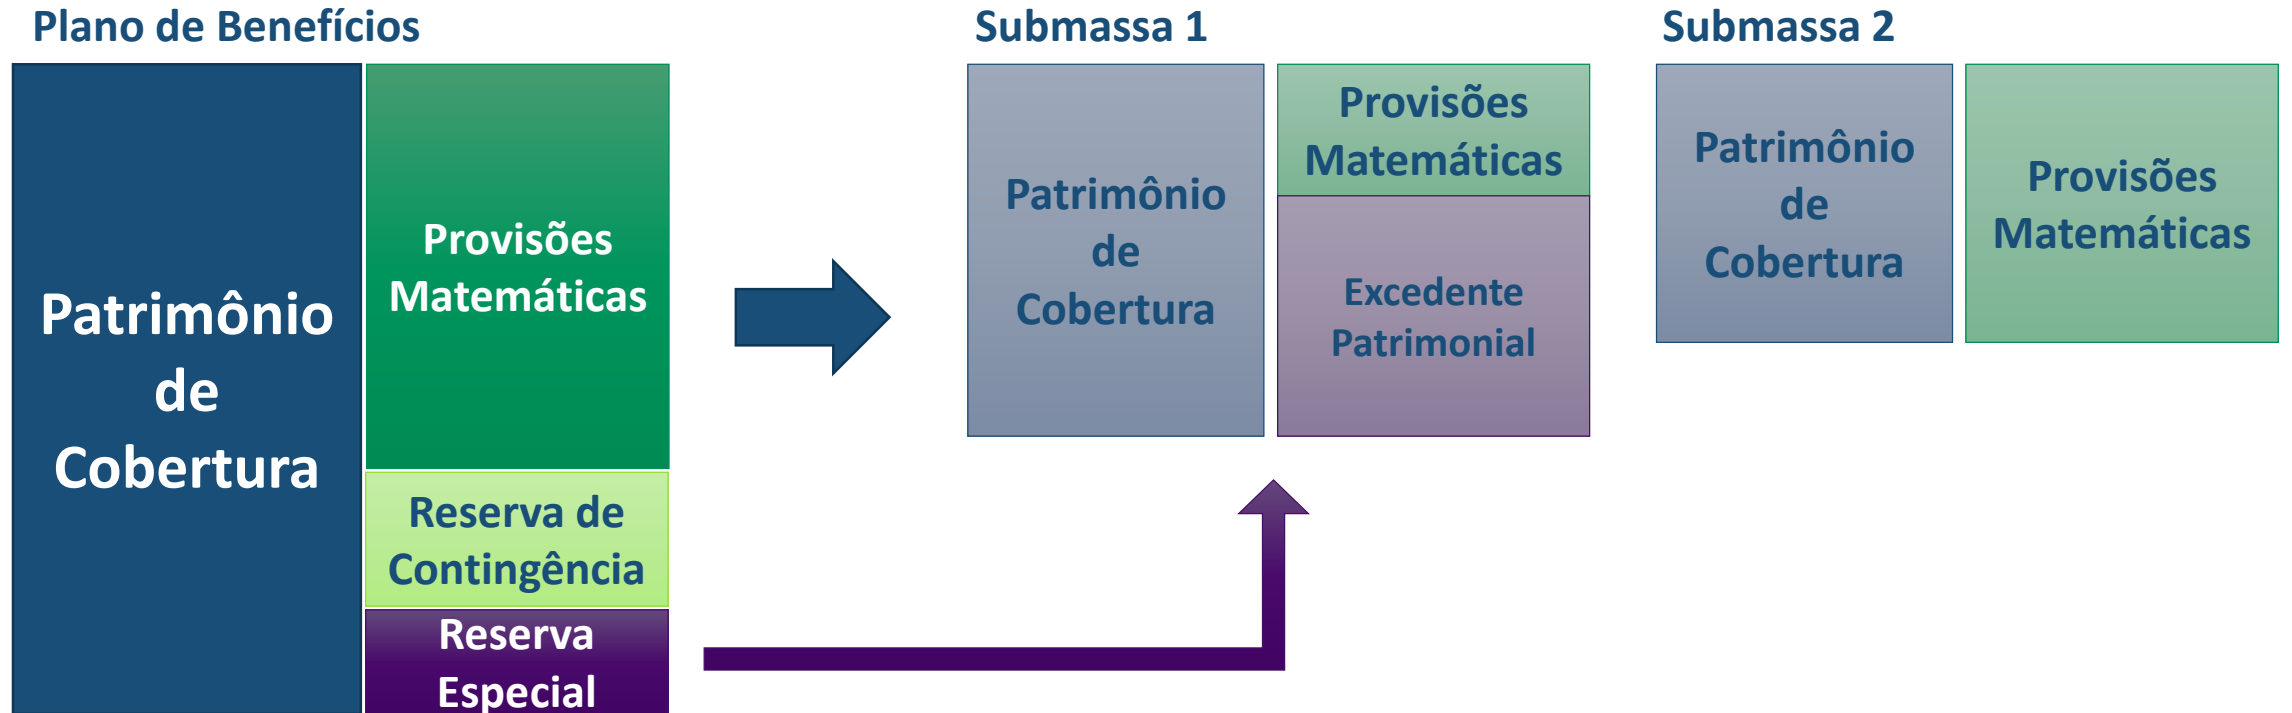 Plano de Benefícios
Patrimônio
de
Cobertura
Provisões
Matemáticas
Reserva de
Contingência
Reserva
Especial
Submassa 1
Patrimônio
de
Cobertura
Provisões
Matemáticas
Excedente
Patrimonial
Submassa 2
Patrimônio
de
Cobertura
Provisões
Matemáticas